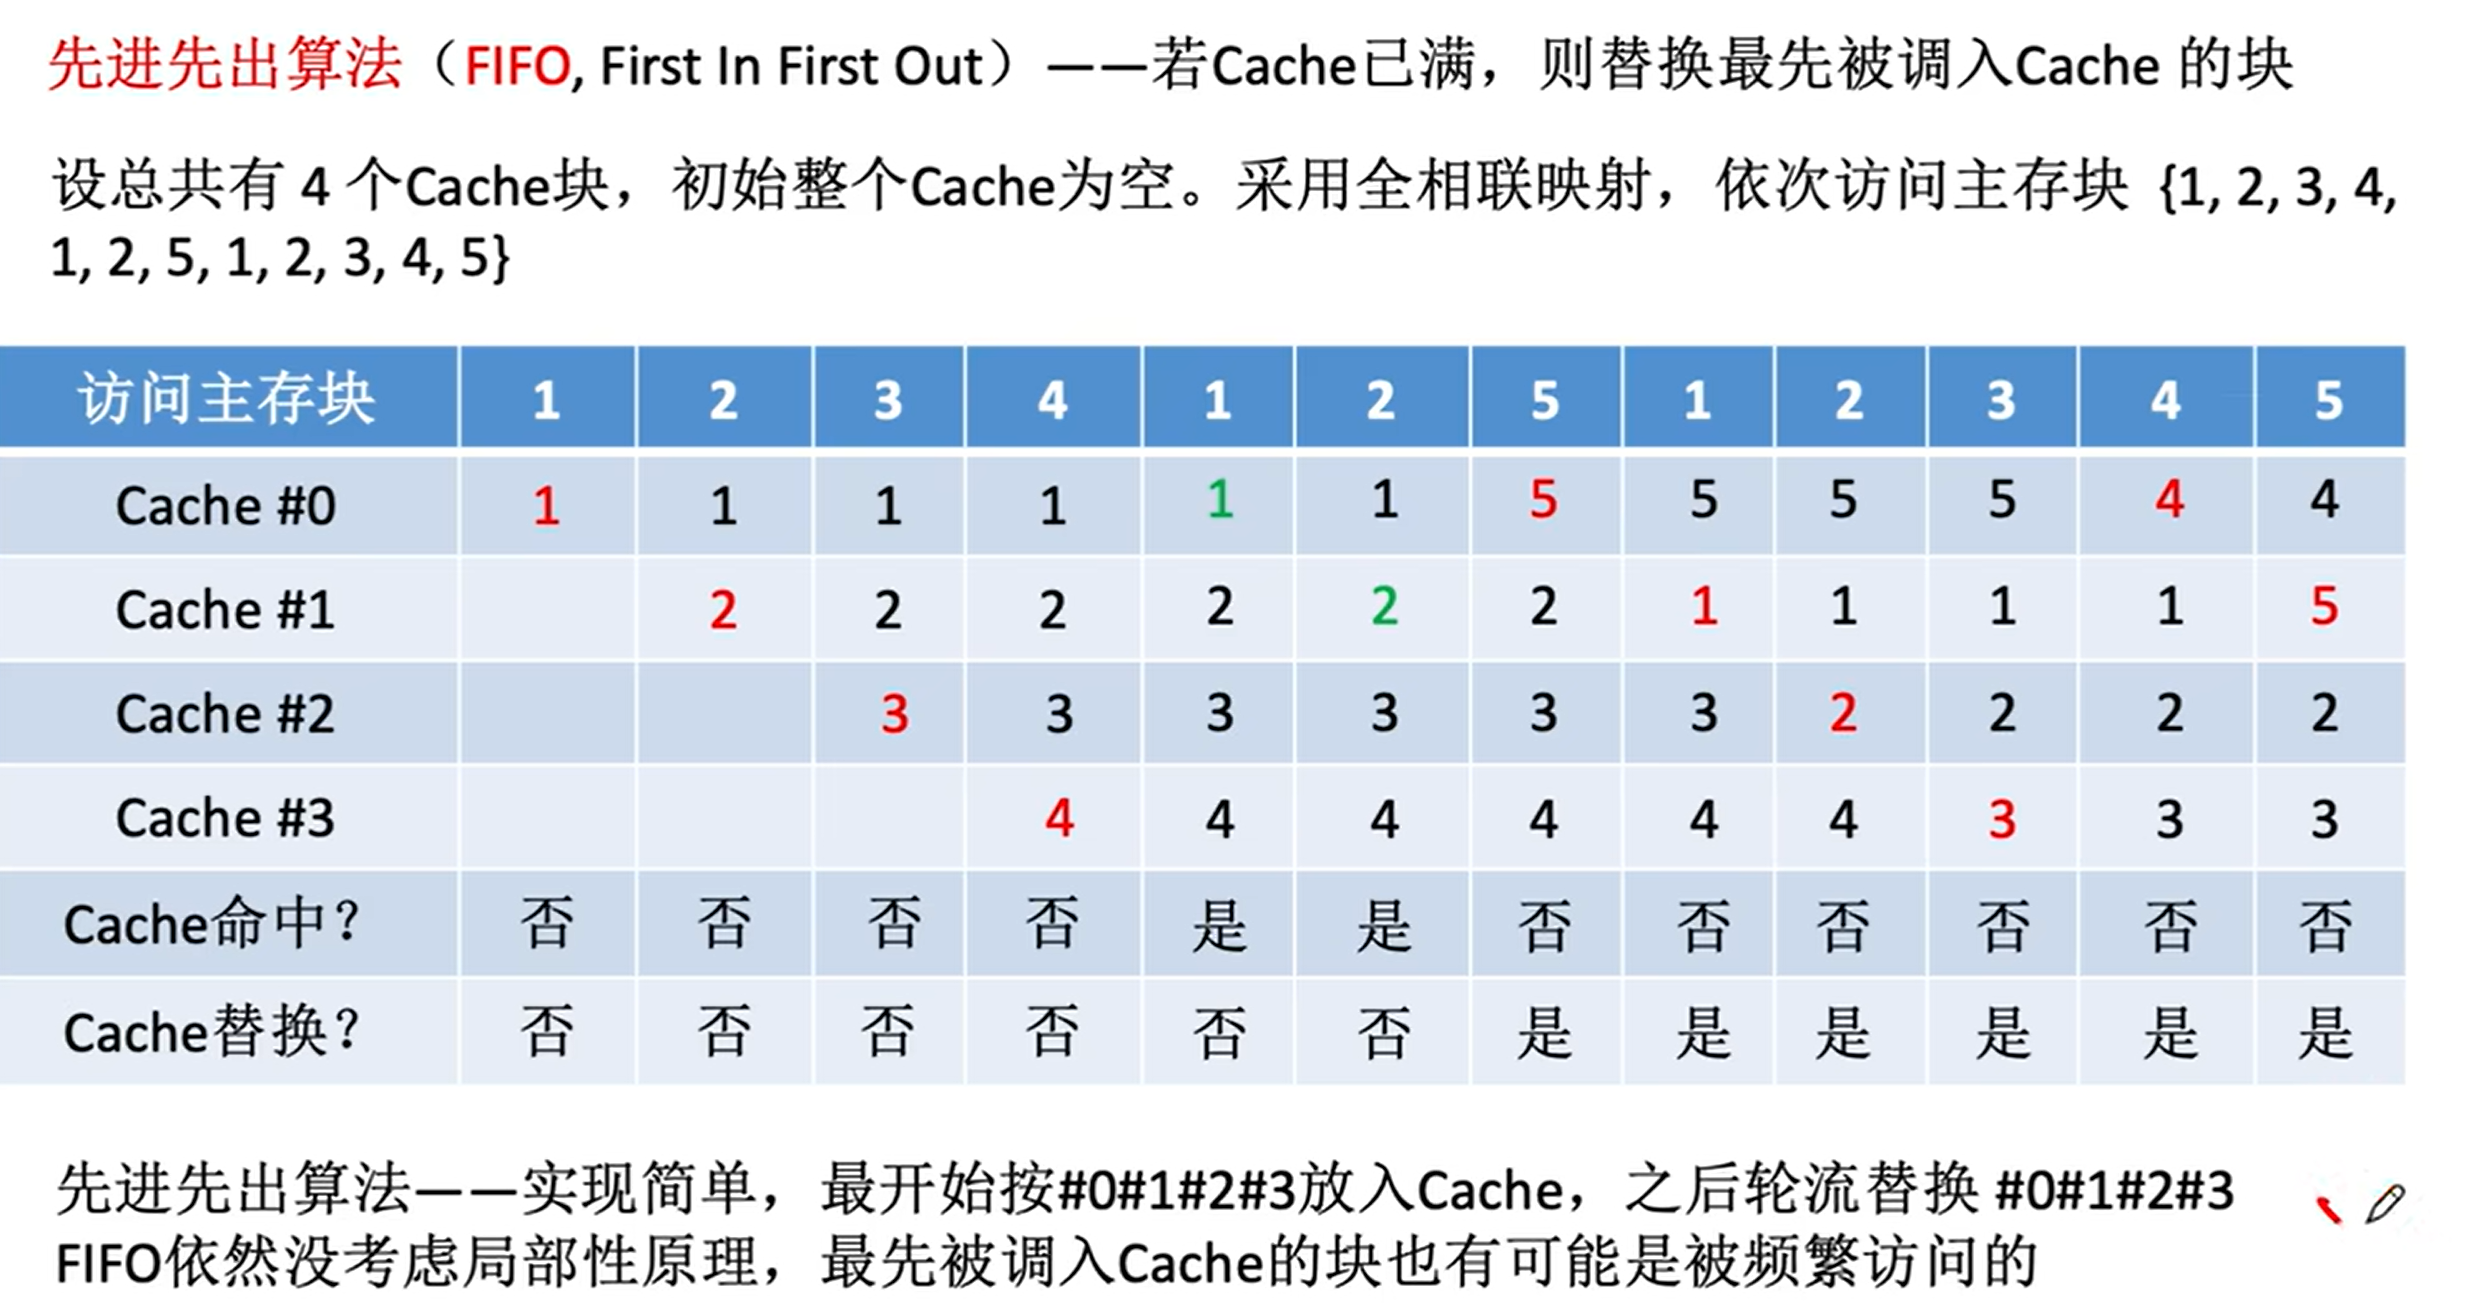 先进先出算法（FIFO, First In First Out）——若Cache已满，则替换最先被调入Cache 的块
设总共有 4 个Cache块，初始整个Cache为空。采用全相联映射，依次访问主存块 {1, 2, 3, 4,
1, 2, 5, 1, 2, 3, 4, 5}
访问主存块 1 2 3 4 1 2 5 1 2 3 4 5
Cache #0 1 1 1 1 1 1 5 5 5 5 4 4
Cache #1 2 2 2 2 2 2 1 1 1 1 5
Cache #2 3 3 3 3 3 3 2 2 2 2
Cache #3 4 4 4 4 4 4 3 3 3
Cache命中？ 否 否 否 否 是 是 否 否 否 否 否 否
Cache替换？ 否 否 否 否 否 否 是 是 是 是 是 是
先进先出算法——实现简单，最开始按#0#1#2#3放入Cache，之后轮流替换 #0#1#2#3
FIFO依然没考虑局部性原理，最先被调入Cache的块也有可能是被频繁访问的